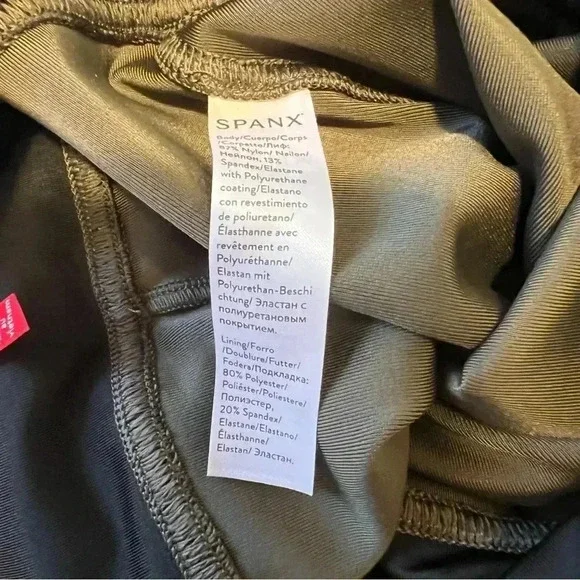 SPANX
Body/Cuerpo/Corps
/Corpetto/Лиф:
87% Nylon/ Nailon/
Нейлон, 13%
Spandex/Elastane
with Polyurethane
coating/Elastano
con revestimiento
de poliuretano/
Élasthanne avec
revêtement en
Polyuréthane/
Elastan mit
Polyurethan-Beschi
chtung/ Эластан с
полиуретановым
покрытием.
Lining/Forro
/Doublure/Futter/
Fodera/Подкладка:
80% Polyester/
Poliéster/Poliestere/
Полиэстер,
20% Spandex/
Elastane/Elastano/
Élasthanne/
Elastan/ Эластан.
Vietnam